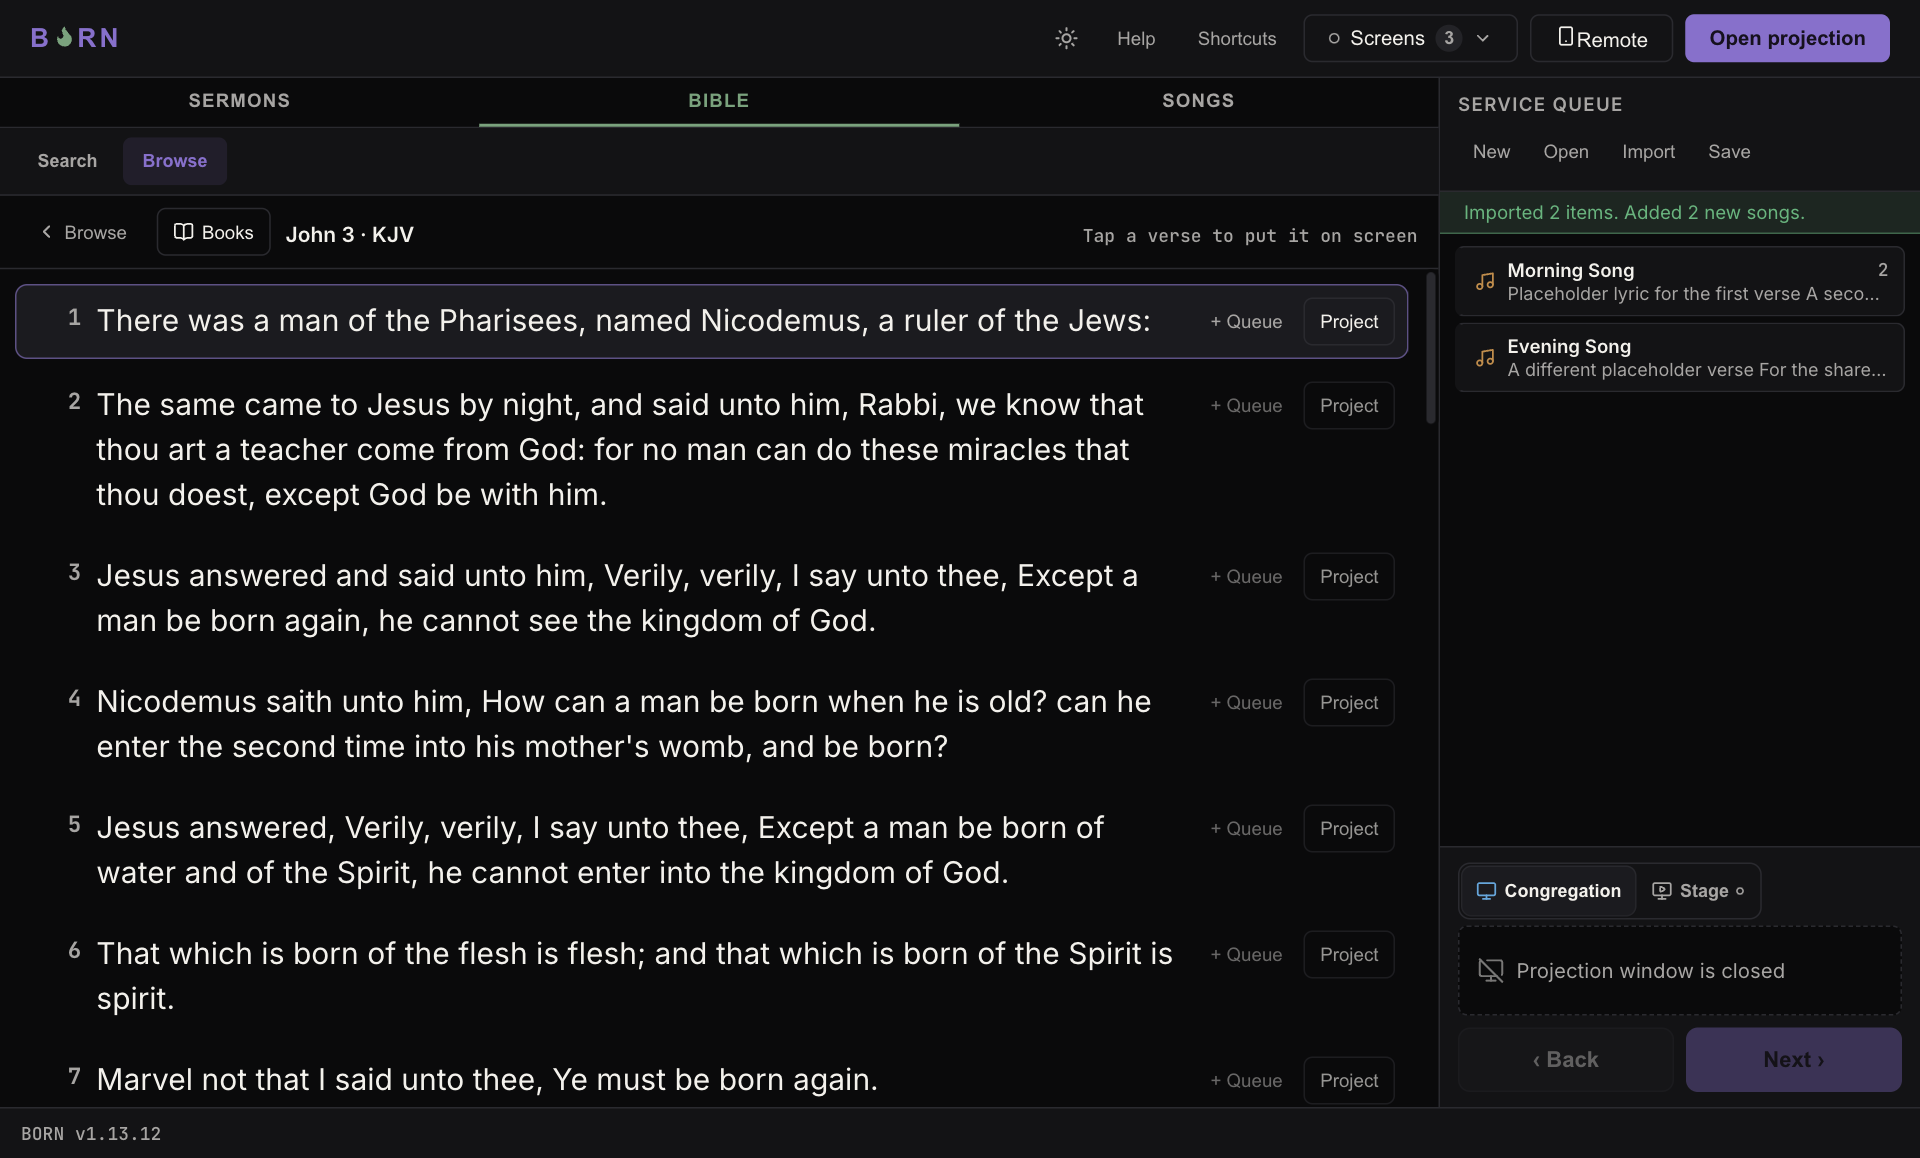 BORN
Help
Shortcuts
Screens 3
Remote
Open projection
SERMONS
BIBLE
SONGS
Search
Browse
Browse
Books
John 3 · KJV
Tap a verse to put it on screen
1 There was a man of the Pharisees, named Nicodemus, a ruler of the Jews:
+ Queue
Project
2 The same came to Jesus by night, and said unto him, Rabbi, we know that
thou art a teacher come from God: for no man can do these miracles that
thou doest, except God be with him.
+ Queue
Project
3 Jesus answered and said unto him, Verily, verily, I say unto thee, Except a
man be born again, he cannot see the kingdom of God.
+ Queue
Project
4 Nicodemus saith unto him, How can a man be born when he is old? can he
enter the second time into his mother's womb, and be born?
+ Queue
Project
5 Jesus answered, Verily, verily, I say unto thee, Except a man be born of
water and of the Spirit, he cannot enter into the kingdom of God.
+ Queue
Project
6 That which is born of the flesh is flesh; and that which is born of the Spirit is
spirit.
+ Queue
Project
7 Marvel not that I said unto thee, Ye must be born again.
+ Queue
Project
SERVICE QUEUE
New
Open
Import
Save
Imported 2 items. Added 2 new songs.
Morning Song 2
Placeholder lyric for the first verse A seco...
Evening Song
A different placeholder verse For the share...
Congregation
Stage
Projection window is closed
‹ Back
Next ›
BORN v1.13.12